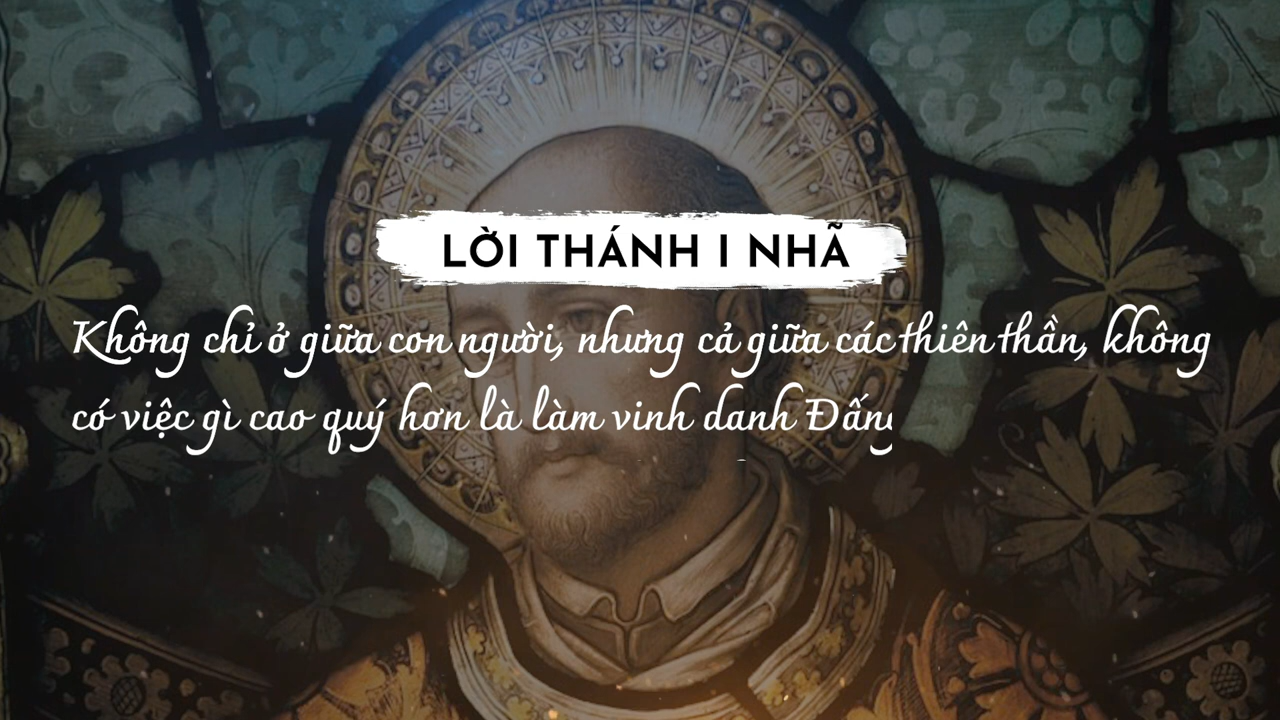 LỜI THÁNH I NHÃ
Không chỉ ở giữa con người, nhưng cả giữa các thiên thần, không
có việc gì cao quý hơn là làm vinh danh Đấng